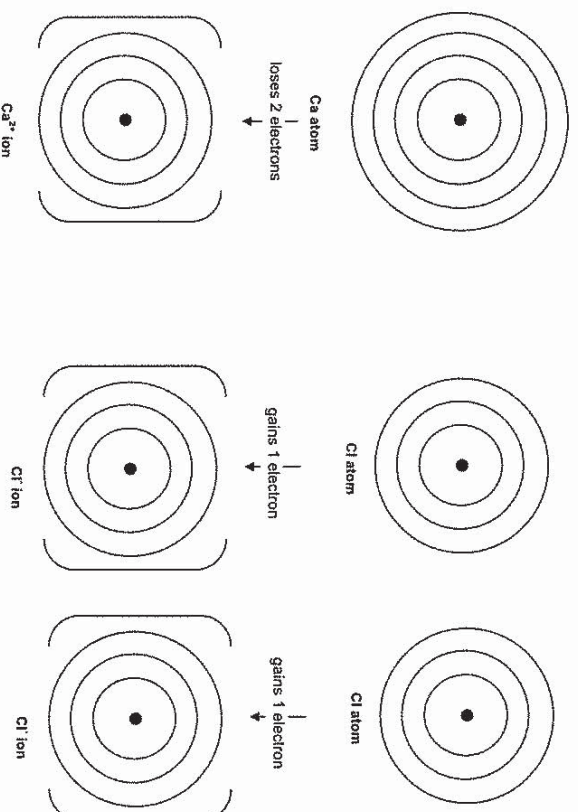 Ca atom
Cl atom
Cl atom
loses 2 electrons
gains 1 electron
gains 1 electron
Ca²⁺ ion
Cl⁻ ion
Cl⁻ ion